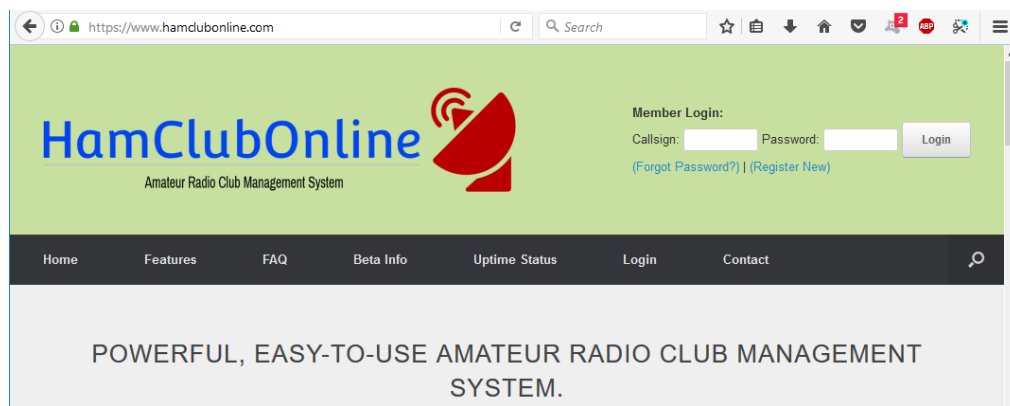 https://www.hamclubonline.com
Search
2
ABP
HamClubOnline
Amateur Radio Club Management System
Member Login:
Callsign: Password: Login
(Forgot Password?) | (Register New)
Home Features FAQ Beta Info Uptime Status Login Contact
POWERFUL, EASY-TO-USE AMATEUR RADIO CLUB MANAGEMENT
SYSTEM.